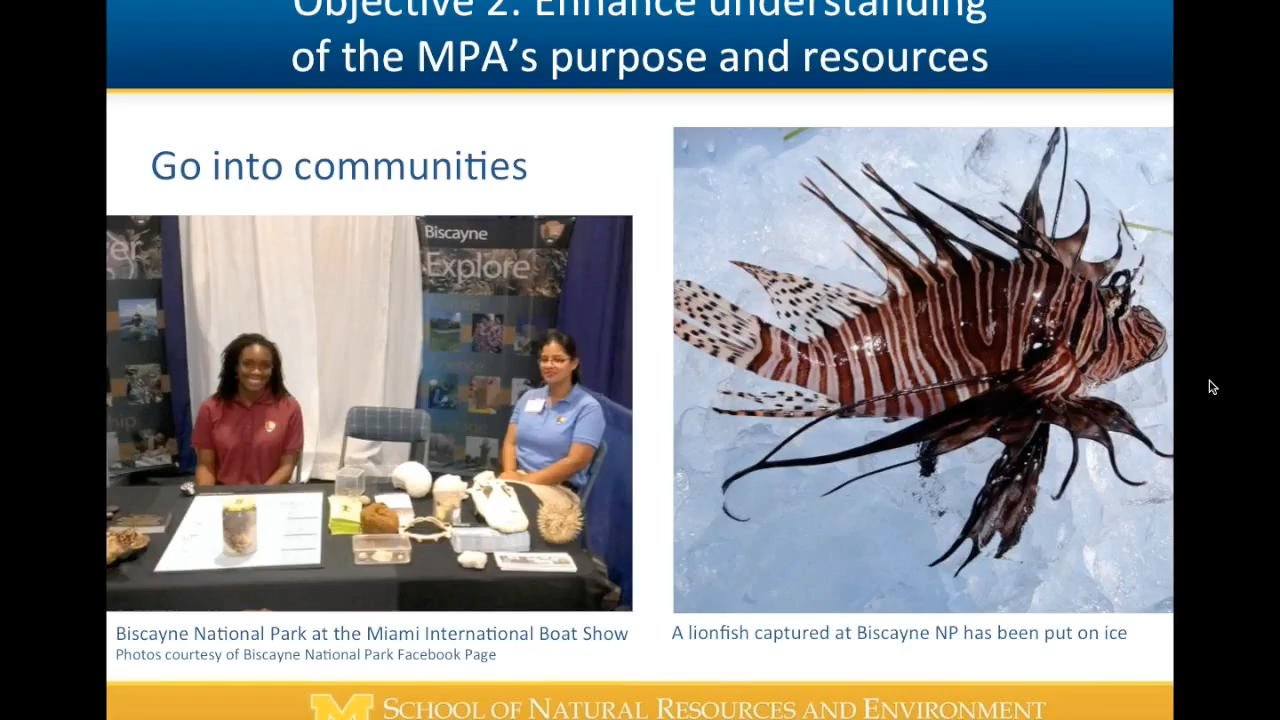 Objective 2: Enhance understanding
of the MPA's purpose and resources
Go into communities
Biscayne
Explore
Biscayne National Park at the Miami International Boat Show
Photos courtesy of Biscayne National Park Facebook Page
A lionfish captured at Biscayne NP has been put on ice
M SCHOOL OF NATURAL RESOURCES AND ENVIRONMENT